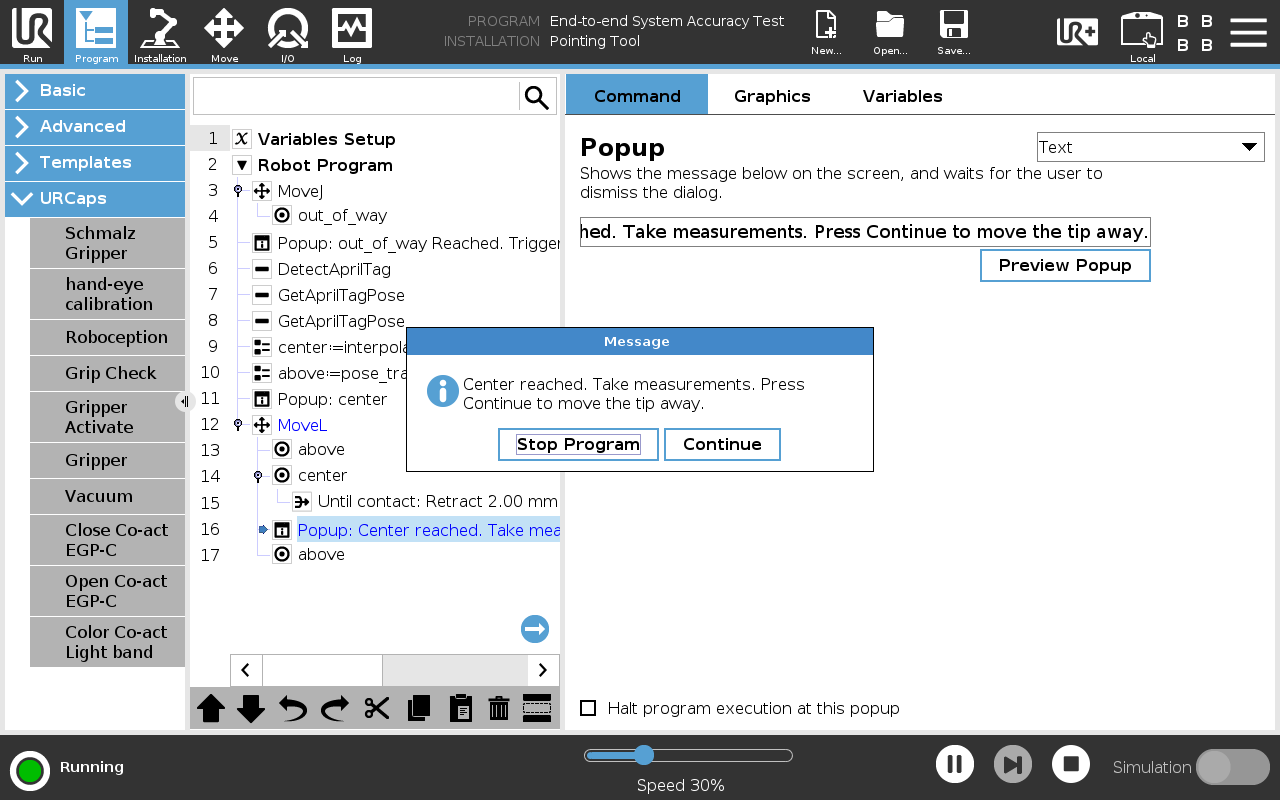 UR
Run
Program
Installation
Move
I/O
Log
PROGRAM End-to-end System Accuracy Test
INSTALLATION Pointing Tool
New...
Open...
Save...
UR+
Local
B B
B B
Basic
Advanced
Templates
URCaps
Schmalz
Gripper
hand-eye
calibration
Roboception
Grip Check
Gripper
Activate
Gripper
Vacuum
Close Co-act
EGP-C
Open Co-act
EGP-C
Color Co-act
Light band
1 X Variables Setup
2 Robot Program
3 MoveJ
4 out_of_way
5 Popup: out_of_way Reached. Trigger
6 DetectAprilTag
7 GetAprilTagPose
8 GetAprilTagPose
9 center:=interpola
10 above:=pose_tra
11 Popup: center
12 MoveL
13 above
14 center
15 Until contact: Retract 2.00 mm
16 Popup: Center reached. Take mea
17 above
Command
Graphics
Variables
Popup
Text
Shows the message below on the screen, and waits for the user to
dismiss the dialog.
hed. Take measurements. Press Continue to move the tip away.
Preview Popup
Message
Center reached. Take measurements. Press
Continue to move the tip away.
Stop Program
Continue
Halt program execution at this popup
Running
Speed 30%
Simulation